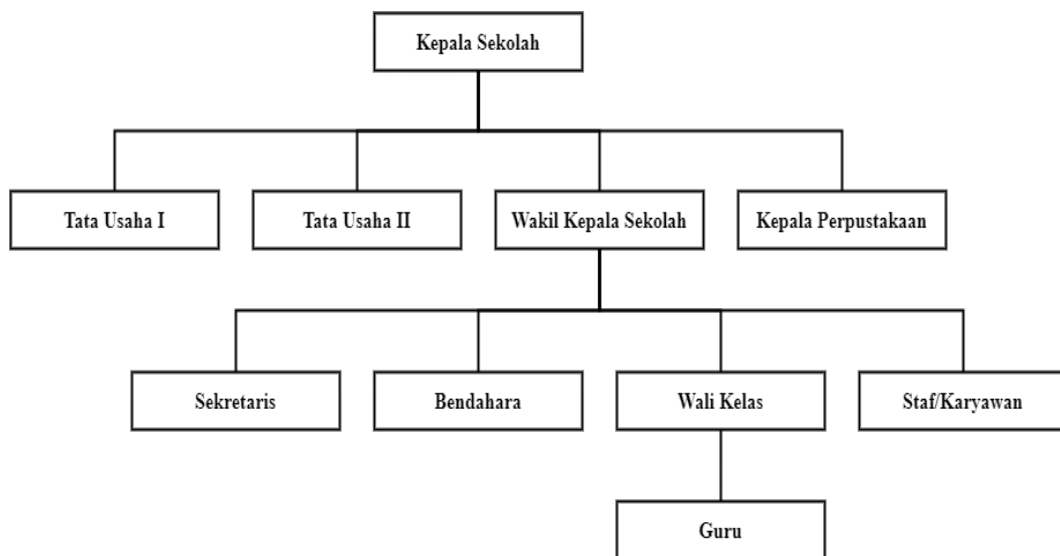 Kepala Sekolah
Tata Usaha I
Tata Usaha II
Wakil Kepala Sekolah
Kepala Perpustakaan
Sekretaris
Bendahara
Wali Kelas
Staf/Karyawan
Guru